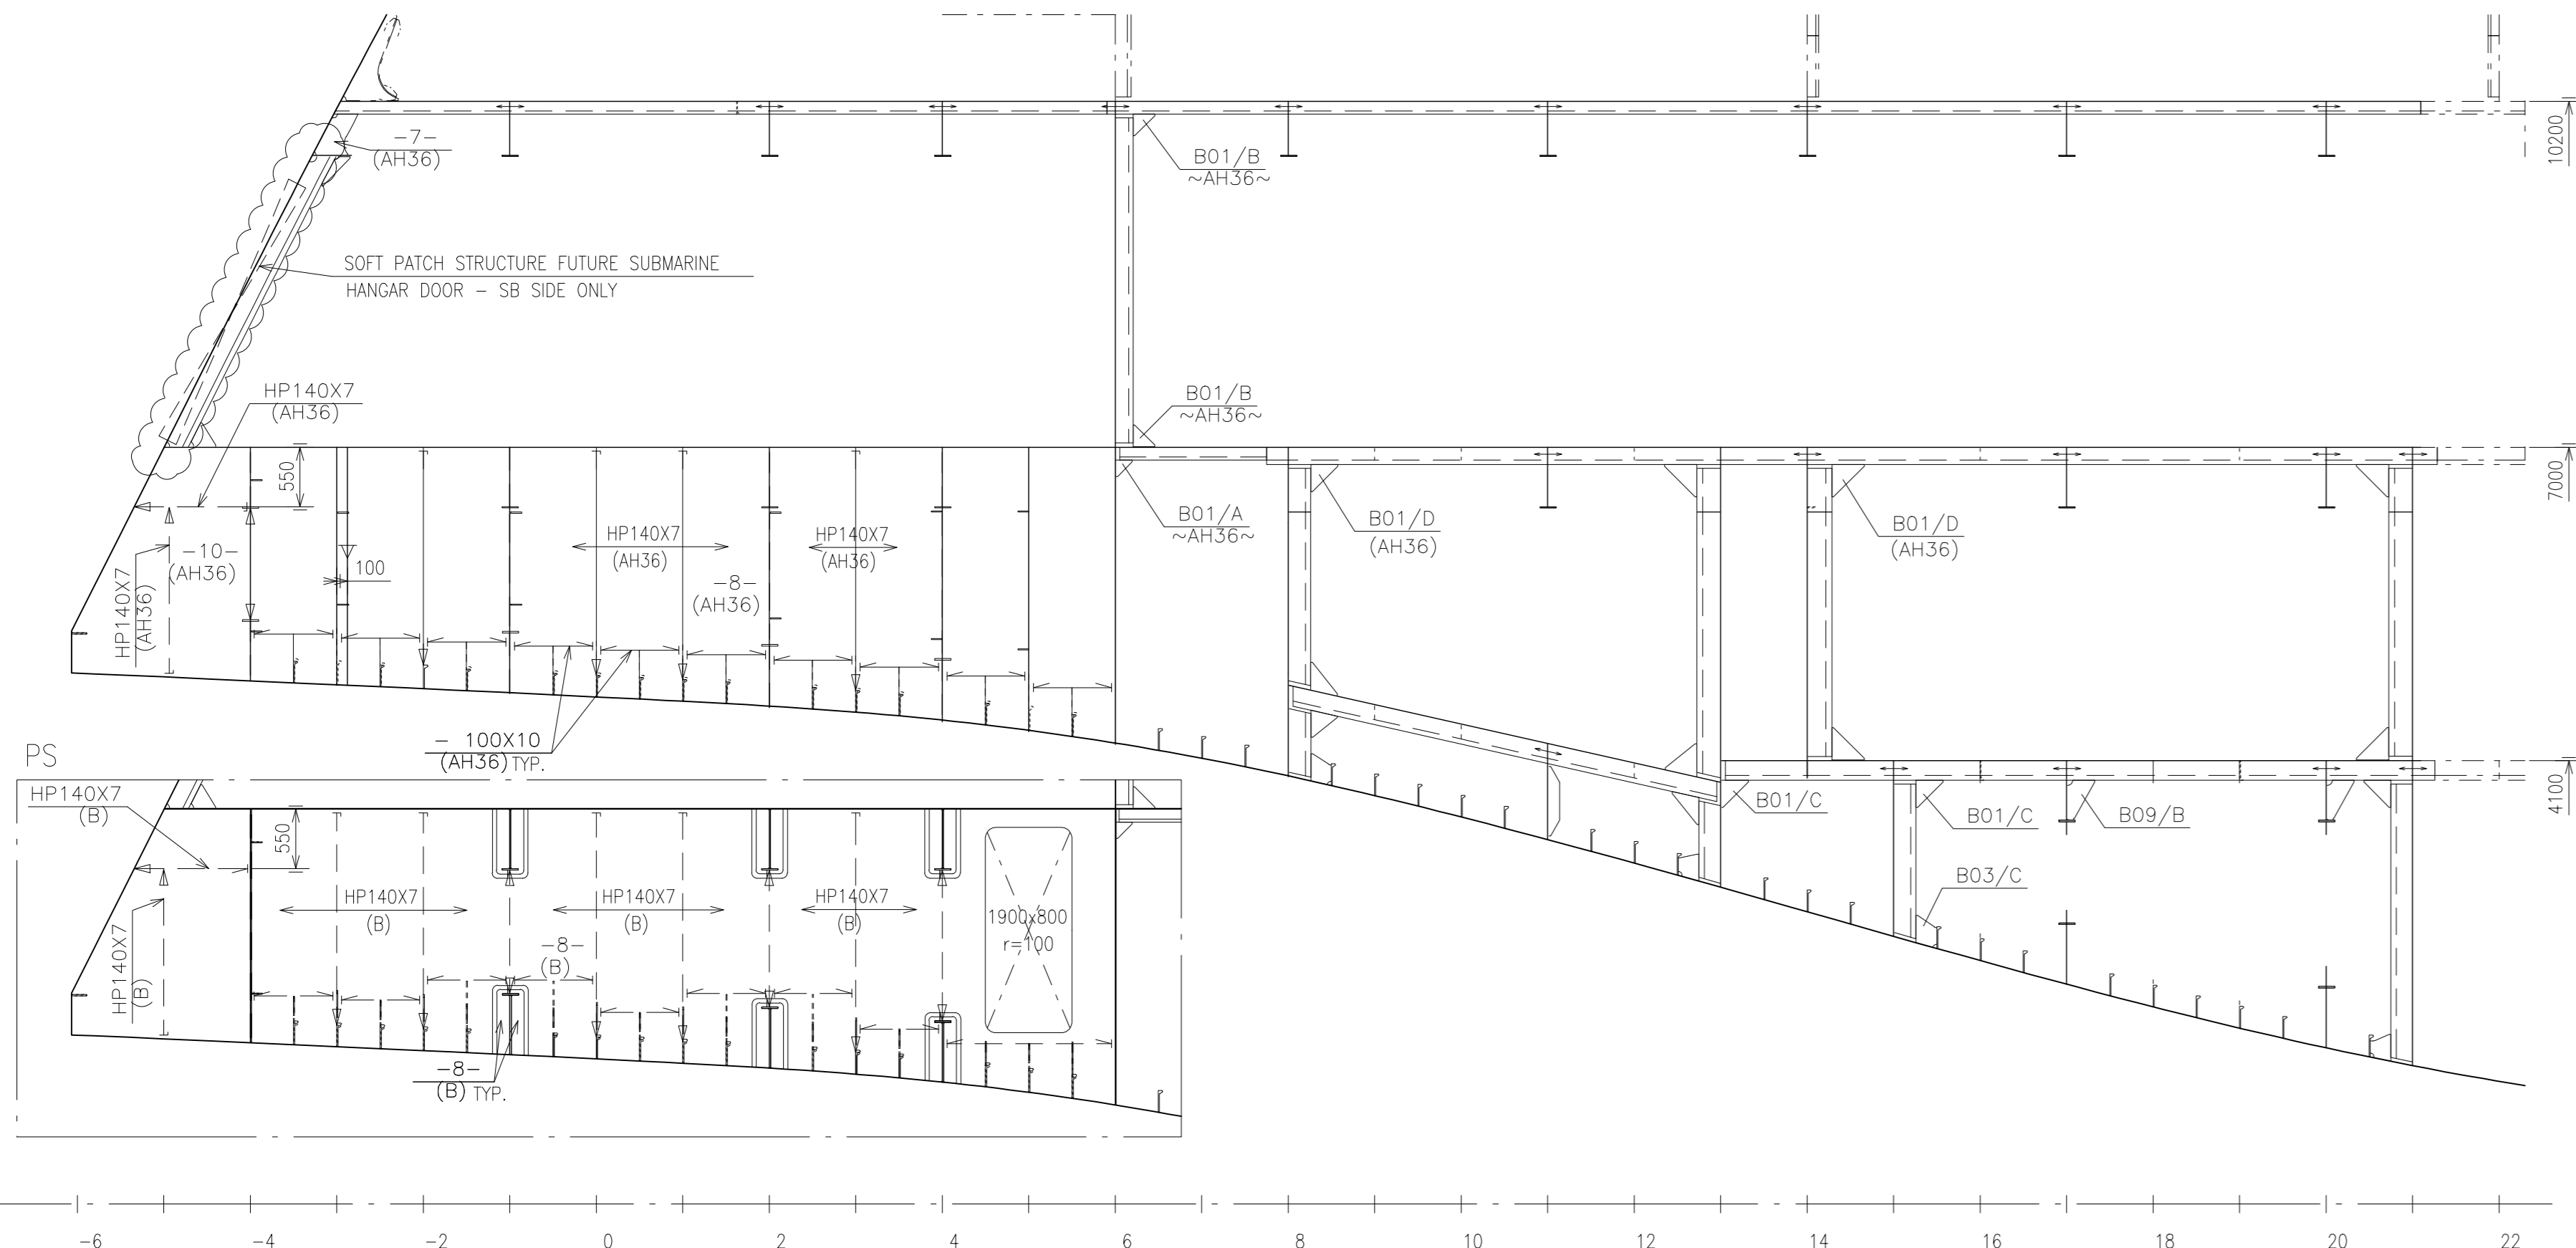 -7-
(AH36)
B01/B
~AH36~
10200
SOFT PATCH STRUCTURE FUTURE SUBMARINE
HANGAR DOOR - SB SIDE ONLY
HP140X7
(AH36)
B01/B
~AH36~
550
7000
HP140X7
(AH36)
-10-
(AH36)
100
HP140X7
(AH36)
HP140X7
(AH36)
-8-
(AH36)
B01/A
~AH36~
B01/D
(AH36)
B01/D
(AH36)
- 100X10
(AH36) TYP.
PS
HP140X7
(B)
550
B01/C
B01/C
B09/B
4100
HP140X7
(B)
HP140X7
(B)
HP140X7
(B)
HP140X7
(B)
-8-
(B)
1900x800
r=100
B03/C
-8-
(B) TYP.
-6
-4
-2
0
2
4
6
8
10
12
14
16
18
20
22